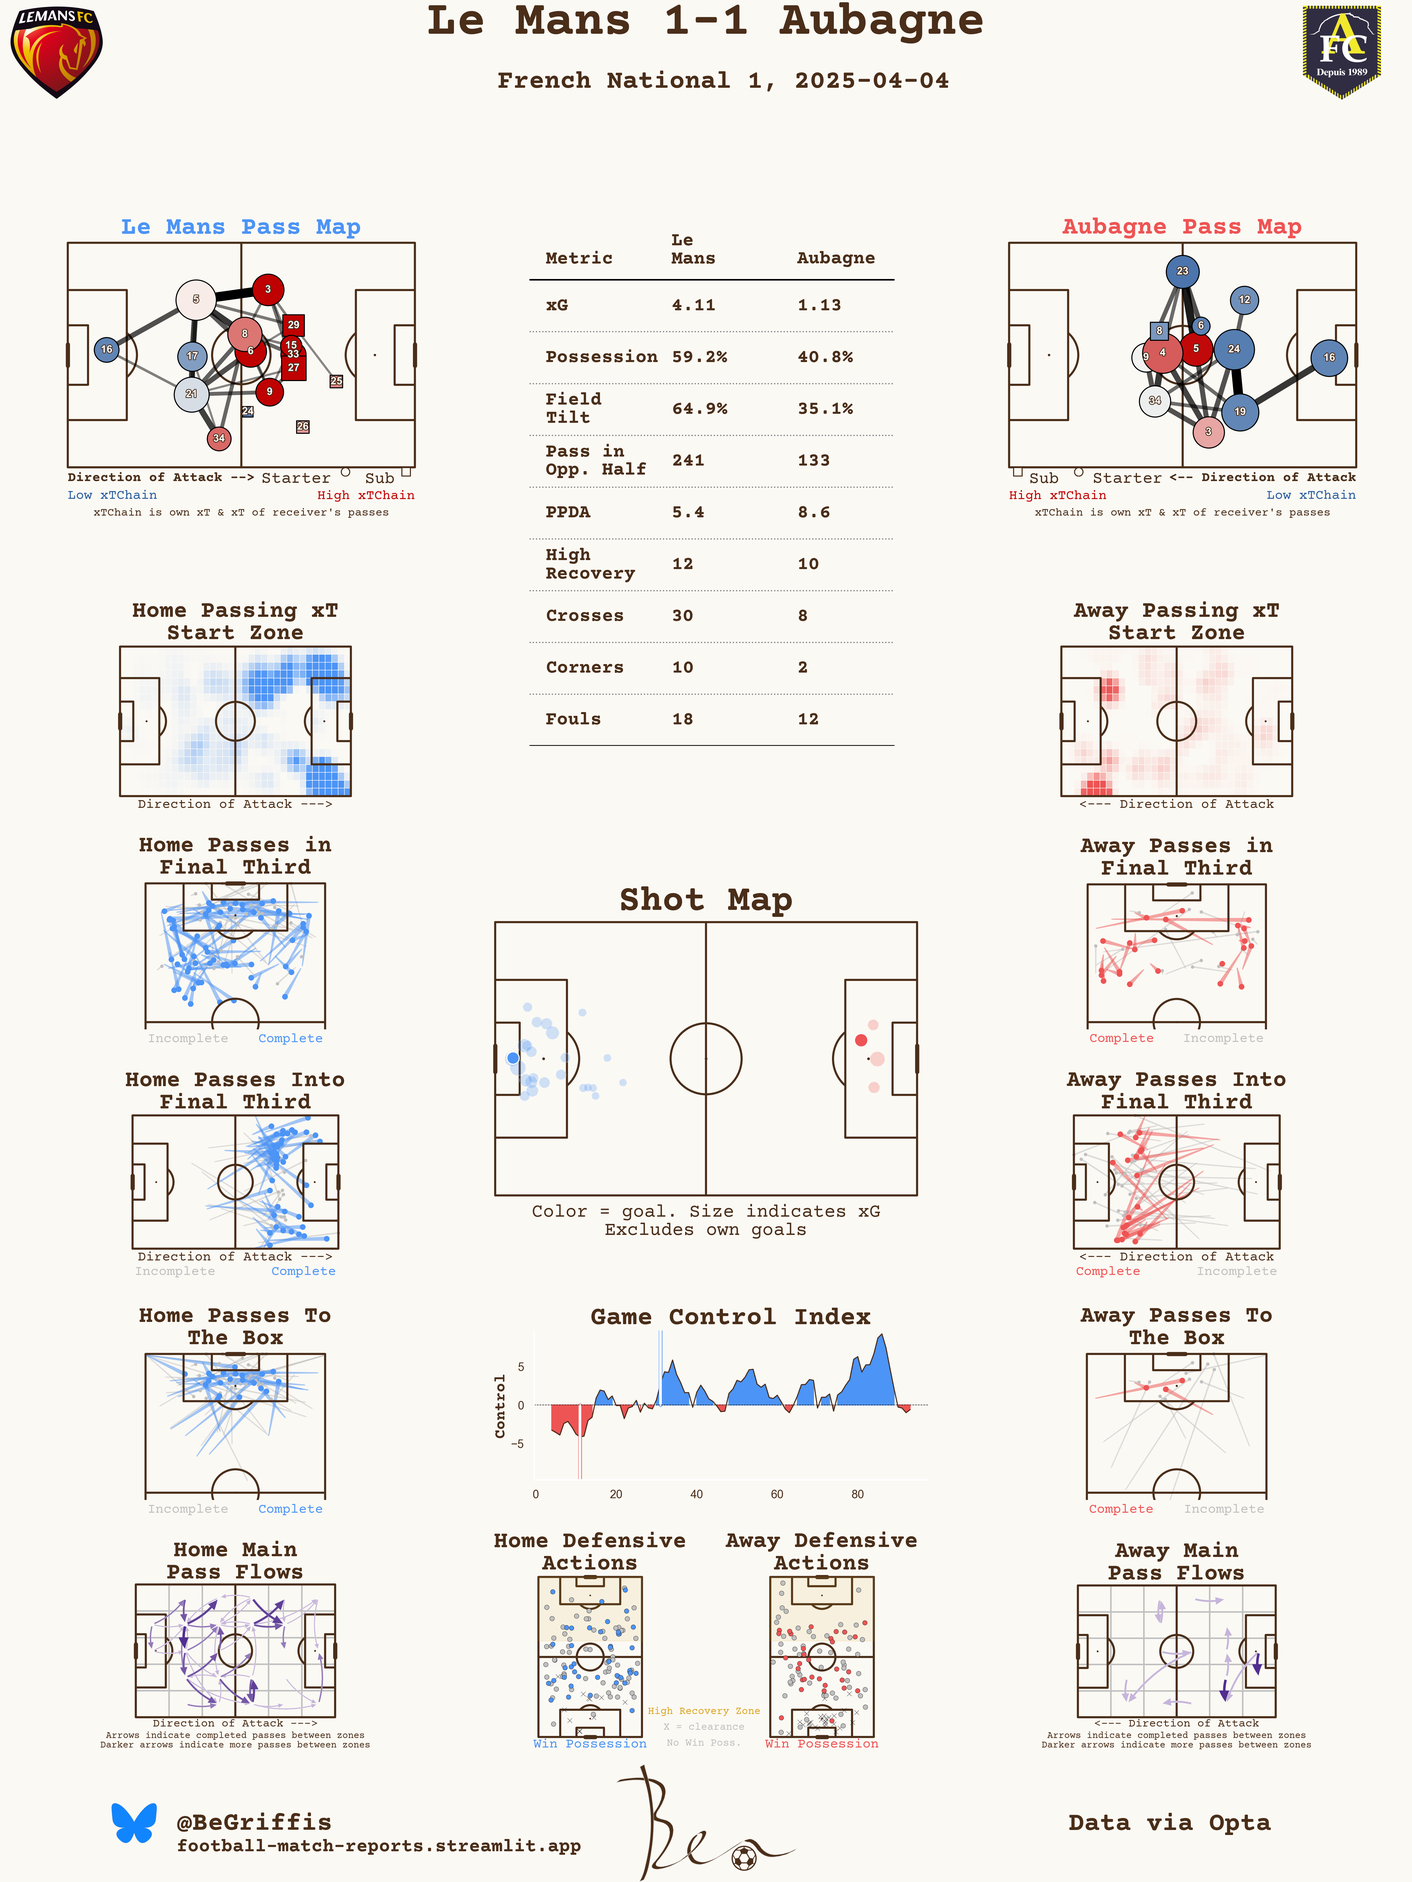 LEMANS FC
Le Mans 1-1 Aubagne
French National 1, 2025-04-04
A
FC
Depuis 1989
Le Mans Pass Map
5
3
29
8
15
16
17
6
33
27
21
9
25
24
26
34
Direction of Attack --> Starter Sub
Low xTChain High xTChain
xTChain is own xT & xT of receiver's passes
Metric Le Mans Aubagne
xG 4.11 1.13
Possession 59.2% 40.8%
Field Tilt 64.9% 35.1%
Pass in Opp. Half 241 133
PPDA 5.4 8.6
High Recovery 12 10
Crosses 30 8
Corners 10 2
Fouls 18 12
Aubagne Pass Map
23
12
8
6
9
4
5
24
16
34
19
3
Sub Starter <-- Direction of Attack
High xTChain Low xTChain
xTChain is own xT & xT of receiver's passes
Home Passing xT
Start Zone
Direction of Attack --->
Away Passing xT
Start Zone
<--- Direction of Attack
Home Passes in
Final Third
Incomplete Complete
Away Passes in
Final Third
Complete Incomplete
Shot Map
Color = goal. Size indicates xG
Excludes own goals
Home Passes Into
Final Third
Direction of Attack --->
Incomplete Complete
Away Passes Into
Final Third
<--- Direction of Attack
Complete Incomplete
Home Passes To
The Box
Incomplete Complete
Game Control Index
Control
5
0
−5
0 20 40 60 80
Away Passes To
The Box
Complete Incomplete
Home Main
Pass Flows
Direction of Attack --->
Arrows indicate completed passes between zones
Darker arrows indicate more passes between zones
Home Defensive
Actions
Win Possession
High Recovery Zone
X = clearance
No Win Poss.
Away Defensive
Actions
Win Possession
Away Main
Pass Flows
<--- Direction of Attack
Arrows indicate completed passes between zones
Darker arrows indicate more passes between zones
@BeGriffis
football-match-reports.streamlit.app
Ben
Data via Opta